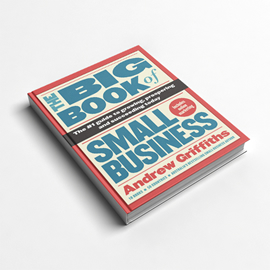 THE
BIG
BOOK of
The #1 guide to growing, prospering
and succeeding today
SMALL
BUSINESS
Andrew Griffiths